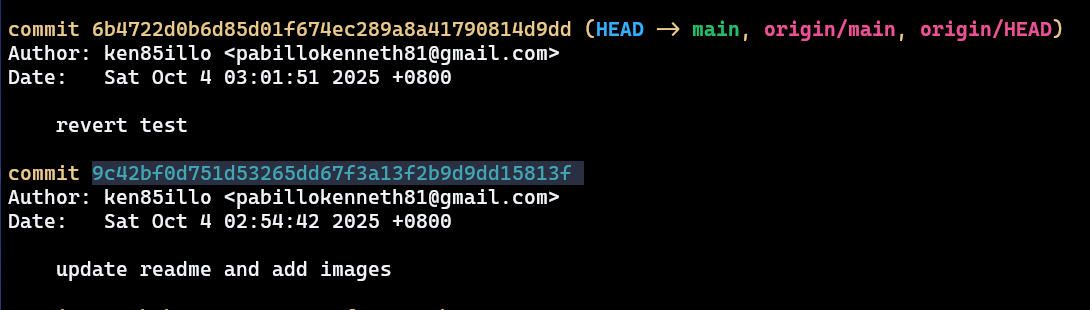 commit 6b4722d0b6d85d01f674ec289a8a41790814d9dd (HEAD -> main, origin/main, origin/HEAD)
Author: ken85illo <pabillokenneth81@gmail.com>
Date:   Sat Oct 4 03:01:51 2025 +0800
    revert test
commit 9c42bf0d751d53265dd67f3a13f2b9d9dd15813f
Author: ken85illo <pabillokenneth81@gmail.com>
Date:   Sat Oct 4 02:54:42 2025 +0800
    update readme and add images